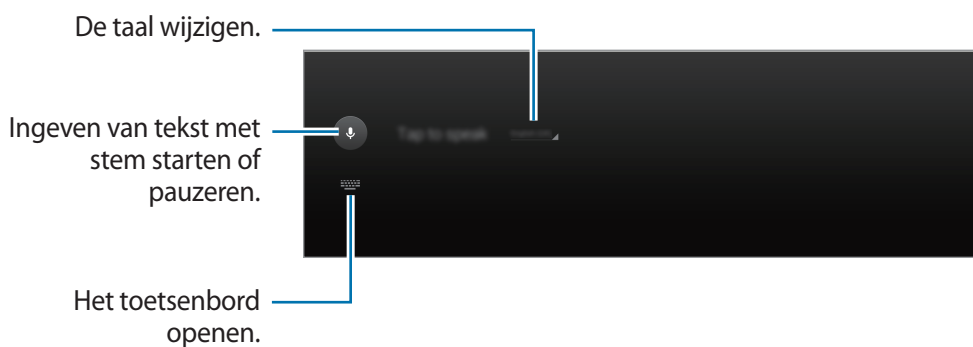 De taal wijzigen.
Ingeven van tekst met
stem starten of
pauzeren.
Tap to speak
Het toetsenbord
openen.